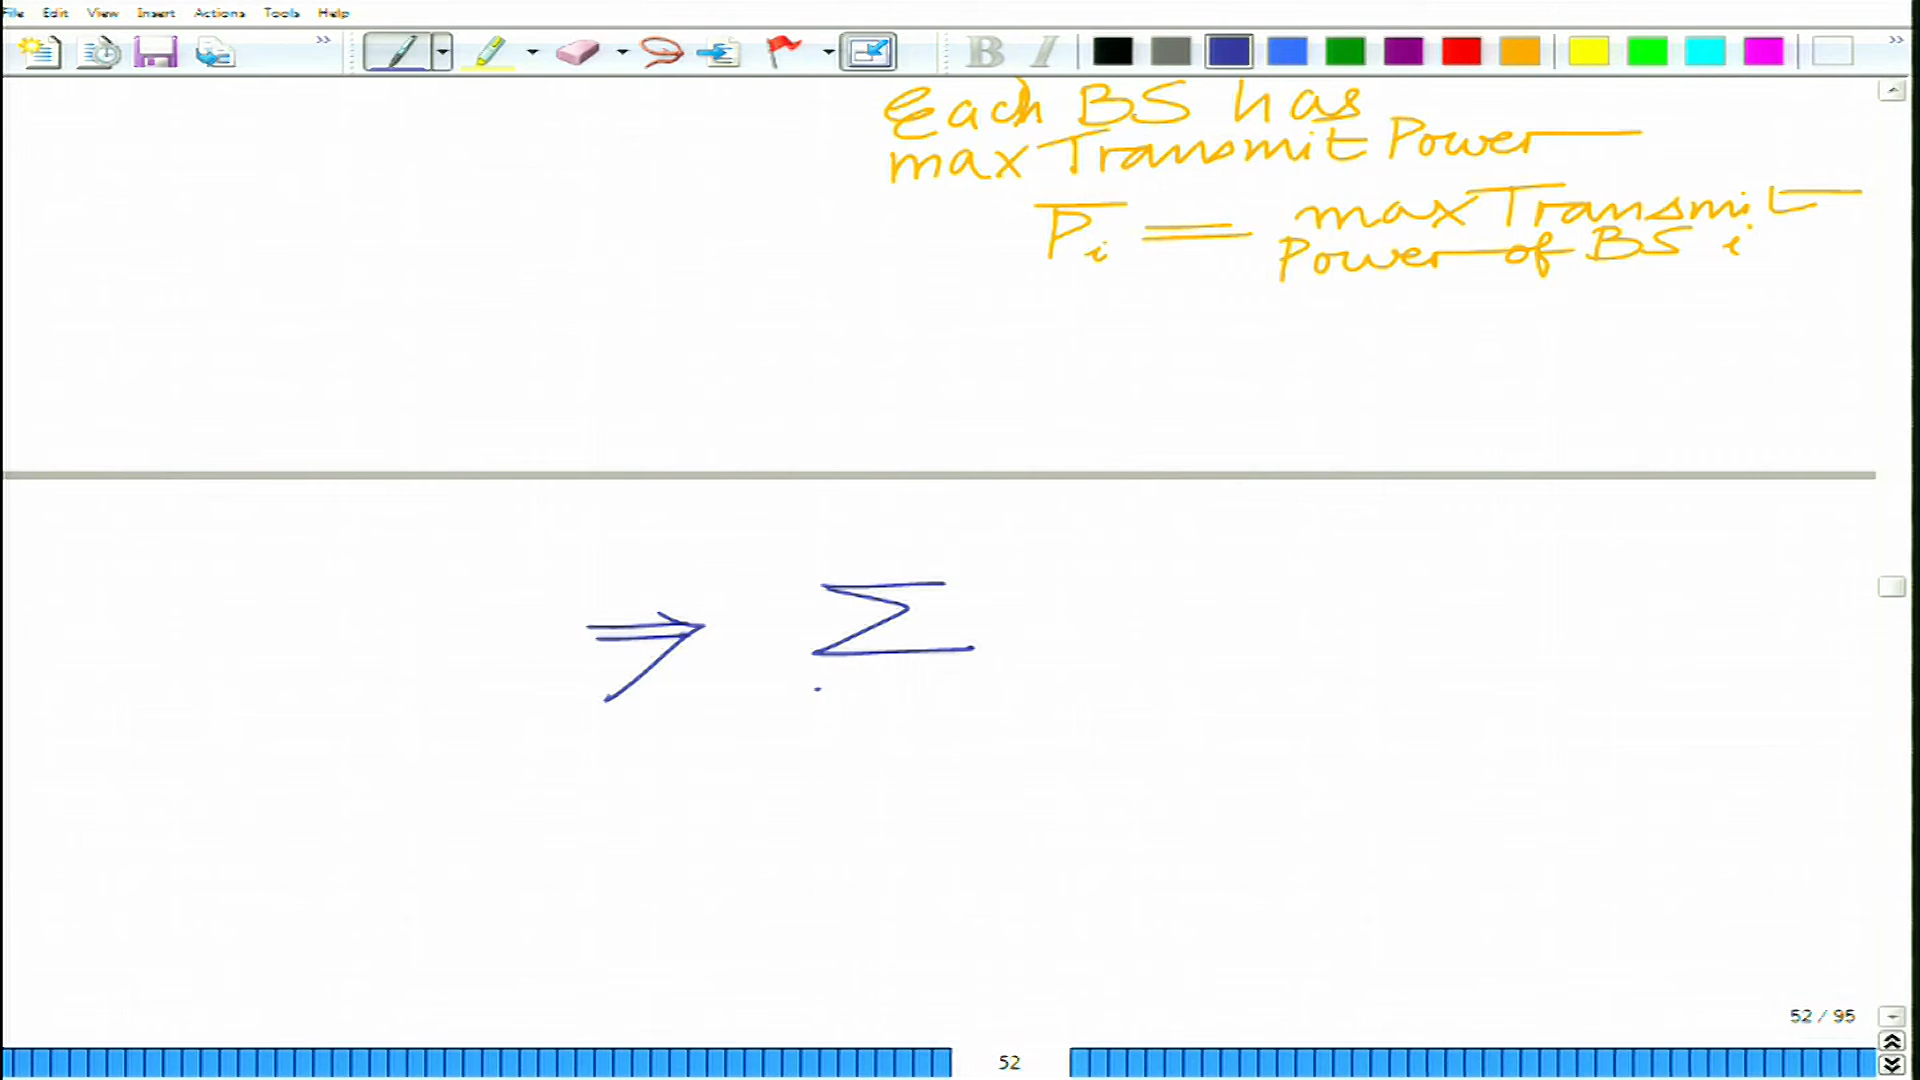 File Edit View Insert Actions Tools Help
B I
Each BS has
max Transmit Power
P̅ᵢ = max Transmit
Power of BS i
⇒ Σ
52 / 95
52